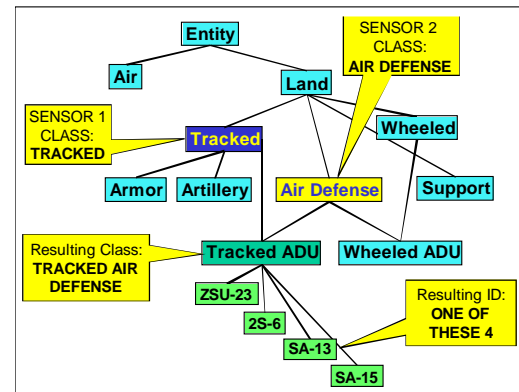 Entity
SENSOR 2
CLASS:
AIR DEFENSE
Air
Land
SENSOR 1
CLASS:
TRACKED
Tracked
Wheeled
Armor
Artillery
Air Defense
Support
Resulting Class:
TRACKED AIR
DEFENSE
Tracked ADU
Wheeled ADU
ZSU-23
2S-6
SA-13
SA-15
Resulting ID:
ONE OF
THESE 4